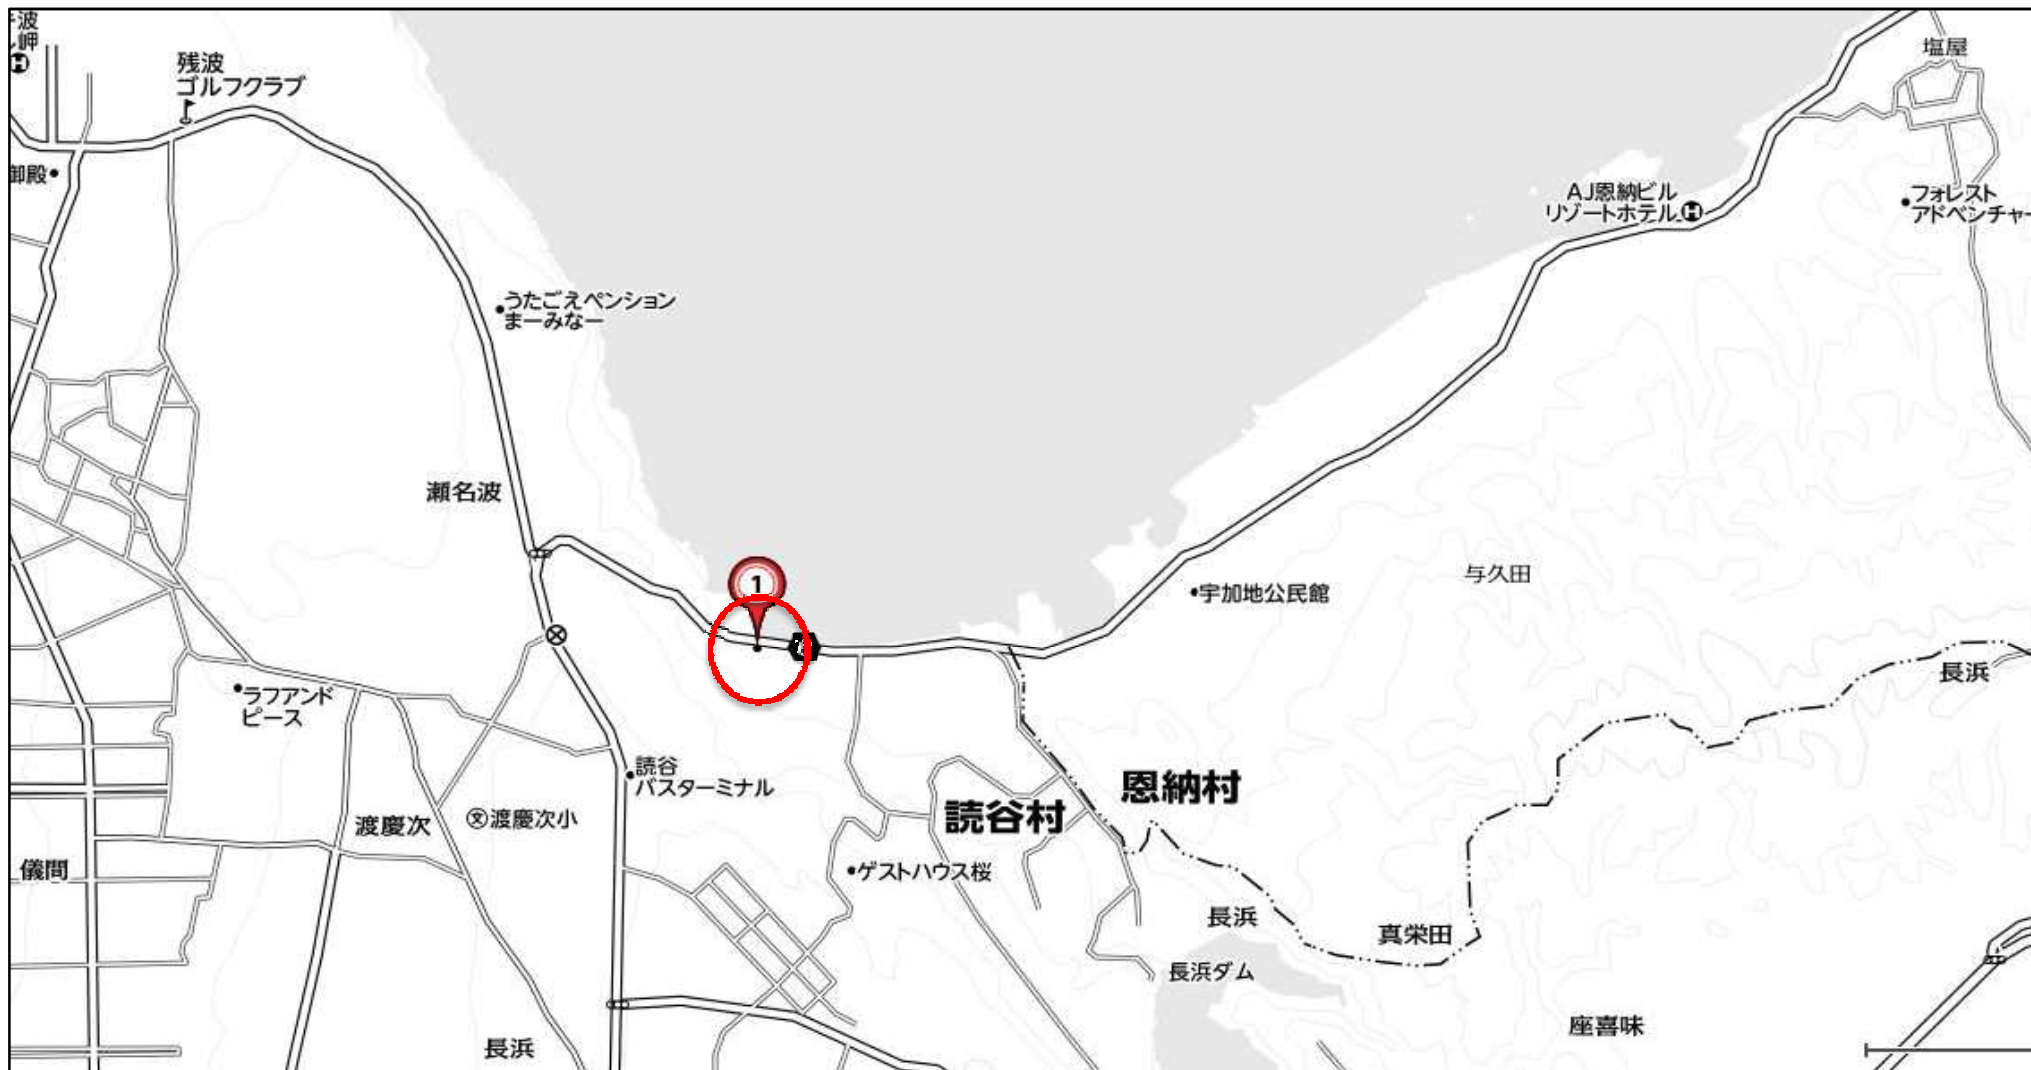 波
岬
H
残波
ゴルフクラブ
塩屋
御殿
AJ恩納ビル
リゾートホテル
H
フォレスト
アドベンチャー
うたごえペンション
まーみなー
瀬名波
1
宇加地公民館
与久田
長浜
ラフアンド
ピース
読谷
バスターミナル
恩納村
読谷村
渡慶次
文
渡慶次小
儀間
ゲストハウス桜
長浜
真栄田
長浜ダム
座喜味
長浜